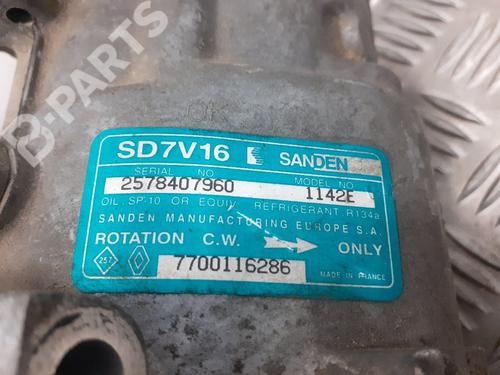 B-PARTS
SD7V16 SANDEN
SERIAL NO MODEL NO
2578407960 1142E
OIL.SP-10 OR EQUIV. REFRIGERANT.R134a
SANDEN MANUFACTURING EUROPE S.A.
ROTATION C.W. ONLY
257 7700116286 MADE IN FRANCE